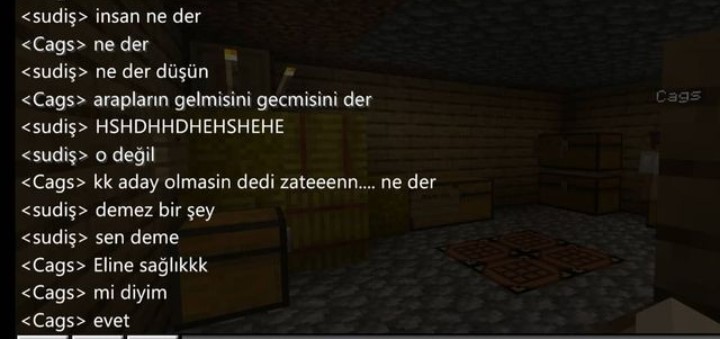 <sudiş> insan ne der
<Cags> ne der
<sudiş> ne der düşün
<Cags> arapların gelmisini gecmisini der
<sudiş> HSHDHHDHEHSHEHE
<sudiş> o değil
<Cags> kk aday olmasin dedi zateeenn.... ne der
<sudiş> demez bir şey
<sudiş> sen deme
<Cags> Eline sağlıkkk
<Cags> mi diyim
<Cags> evet
Cags